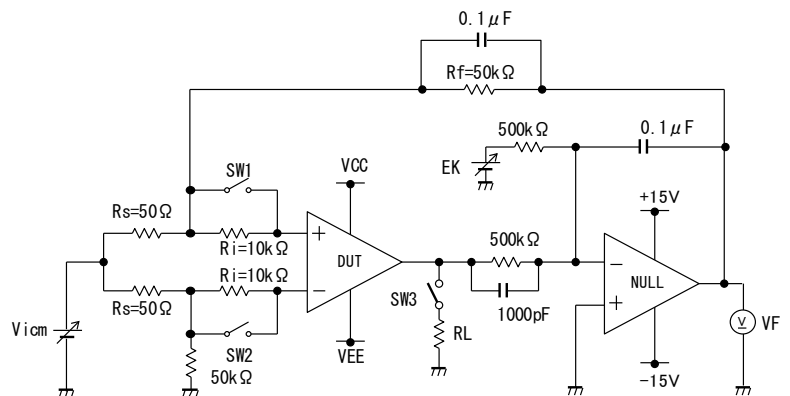 0.1μF
Rf=50kΩ
500kΩ
0.1μF
EK
SW1
VCC
+15V
Rs=50Ω
Ri=10kΩ
500kΩ
+
DUT
−
NULL
Ri=10kΩ
−
+
Vicm
Rs=50Ω
SW2
50kΩ
VEE
SW3
RL
1000pF
V
VF
−15V